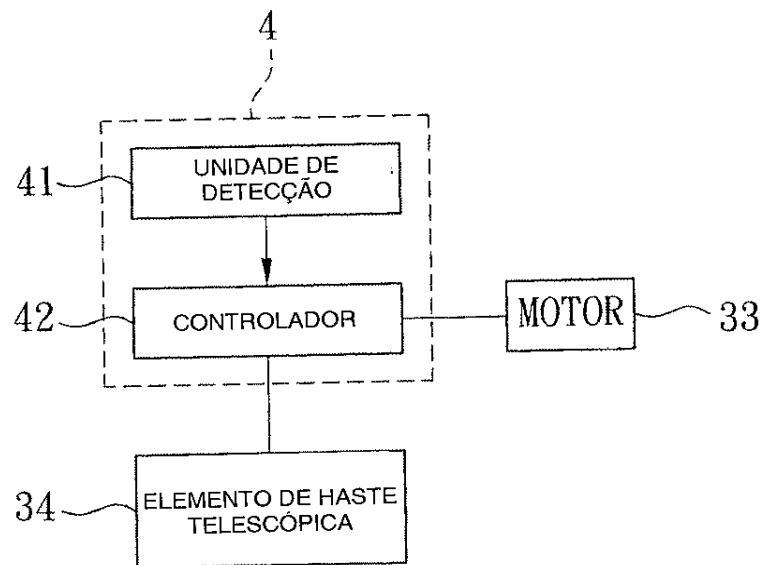 4
41
UNIDADE DE
DETECÇÃO
42
CONTROLADOR
MOTOR
33
34
ELEMENTO DE HASTE
TELESCÓPICA